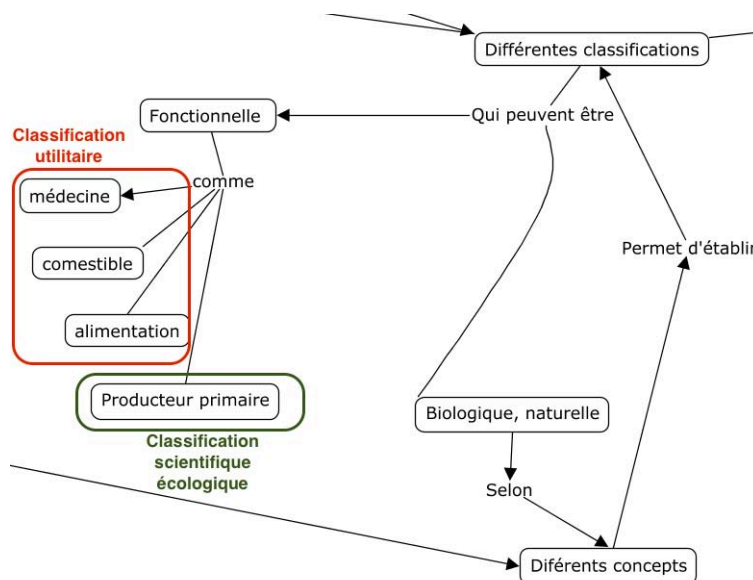 Différentes classifications
Fonctionnelle
Qui peuvent être
Classification
utilitaire
comme
médecine
Permet d'établir
comestible
alimentation
Producteur primaire
Biologique, naturelle
Classification
scientifique
écologique
Selon
Diférents concepts